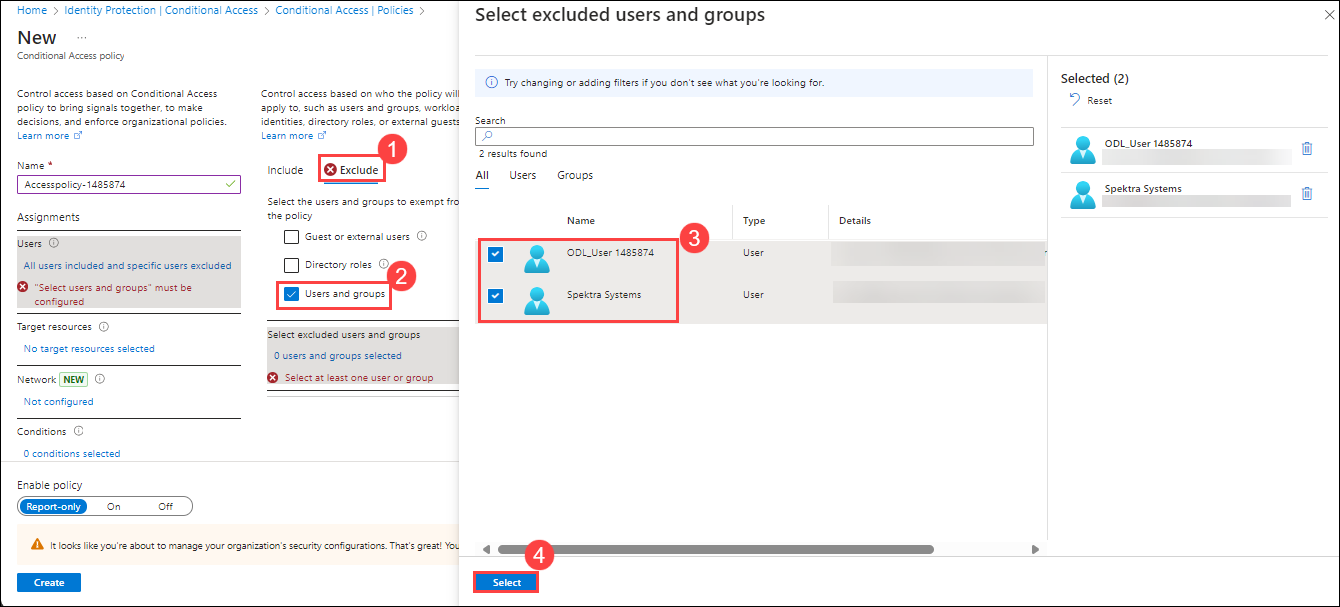 Home > Identity Protection | Conditional Access > Conditional Access | Policies >
New ...
Conditional Access policy
Control access based on Conditional Access
policy to bring signals together, to make
decisions, and enforce organizational policies.
Learn more
Name *
Accesspolicy-1485874
Assignments
Users
All users included and specific users excluded
"Select users and groups" must be
configured
Target resources
No target resources selected
Network NEW
Not configured
Conditions
0 conditions selected
Enable policy
Report-only On Off
It looks like you're about to manage your organization's security configurations. That's great! You
Create
Control access based on who the policy will
apply to, such as users and groups, workloa
identities, directory roles, or external guests
Learn more
1
Include Exclude
Select the users and groups to exempt fro
the policy
Guest or external users
Directory roles
2
Users and groups
Select excluded users and groups
0 users and groups selected
Select at least one user or group
Select excluded users and groups
Try changing or adding filters if you don't see what you're looking for.
Search
2 results found
All Users Groups
Name Type Details
3
ODL_User 1485874 User
Spektra Systems User
4
Select
Selected (2)
Reset
ODL_User 1485874
Spektra Systems